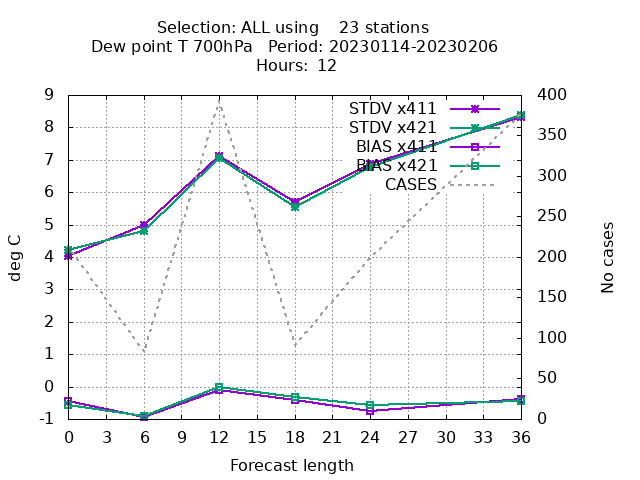 Selection: ALL using    23 stations
Dew point T 700hPa   Period: 20230114-20230206
Hours: 12
STDV x411
STDV x421
BIAS x411
BIAS x421
CASES
9
8
7
6
5
4
3
2
1
0
-1
400
350
300
250
200
150
100
50
0
deg C
No cases
0 3 6 9 12 15 18 21 24 27 30 33 36
Forecast length